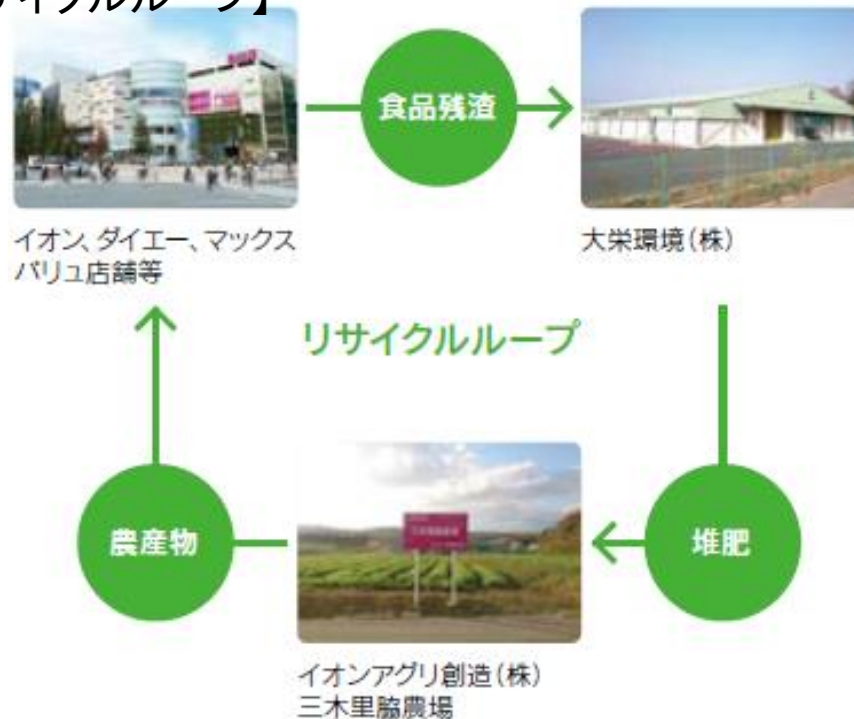 サイクルループ】
食品残渣
イオン、ダイエー、マックス
バリュ店舗等
大栄環境(株)
リサイクルループ
農産物
堆肥
イオンアグリ創造(株)
三木里脇農場